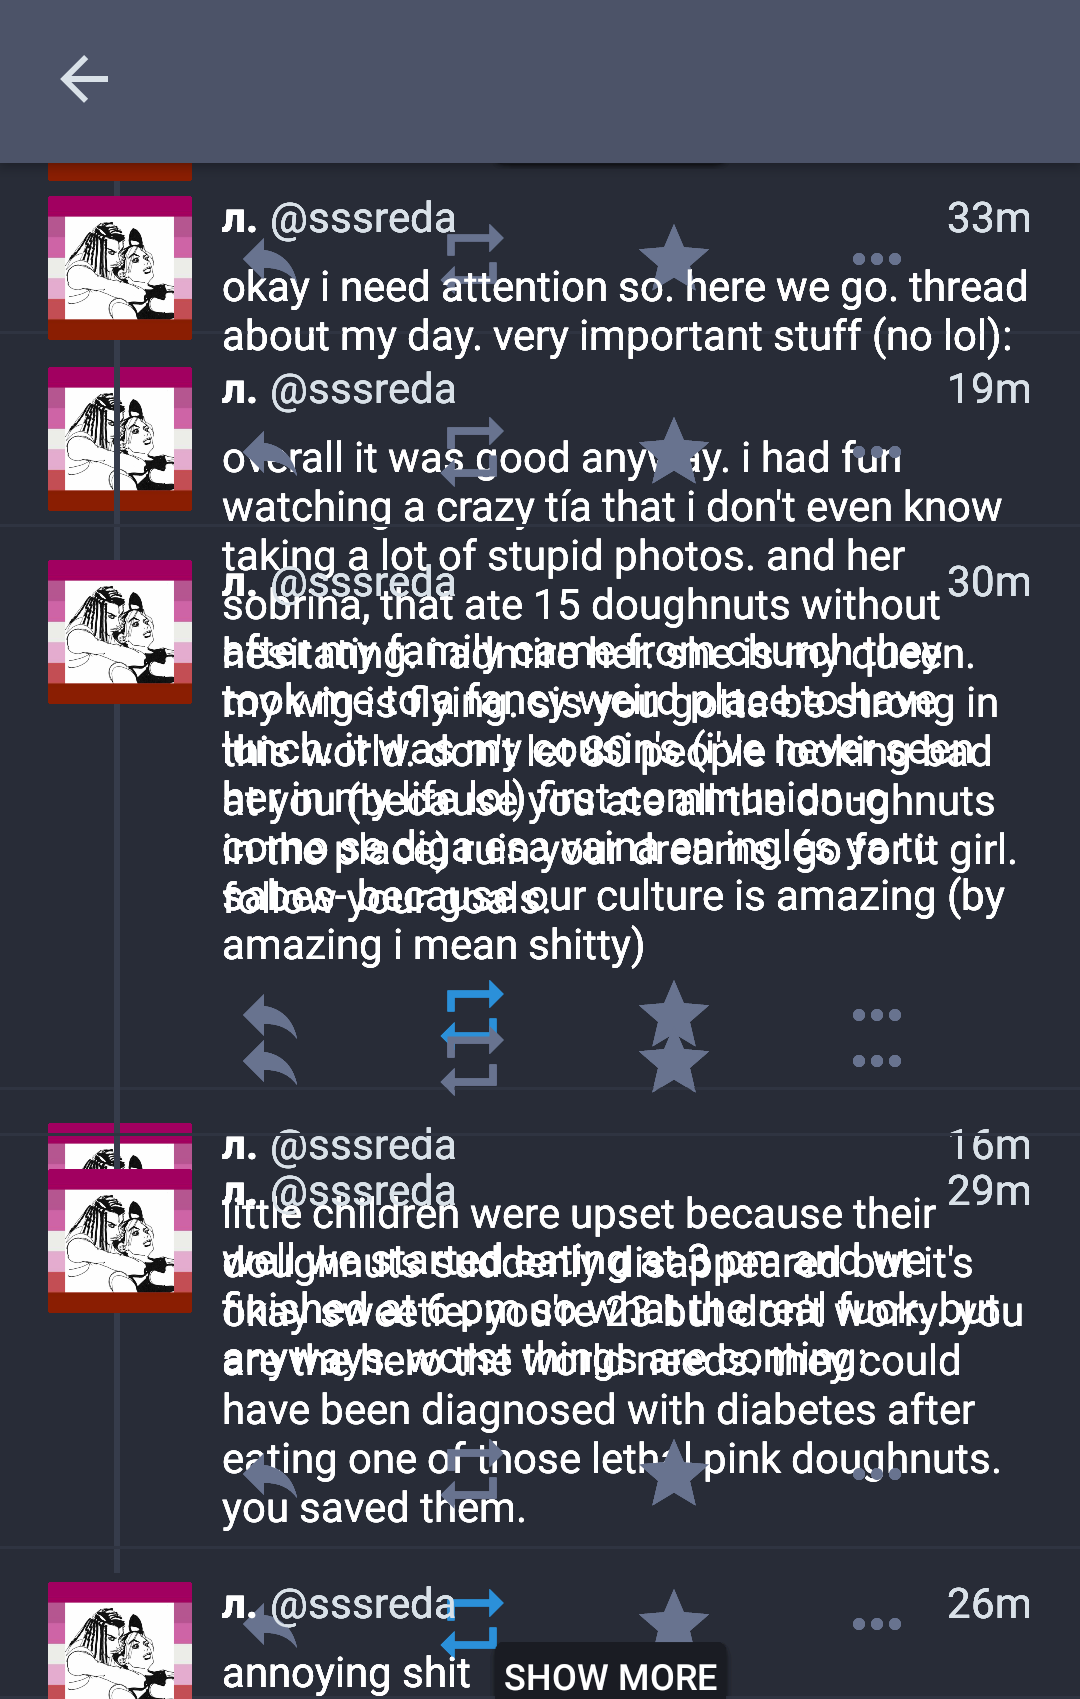 л. @sssreda 33m
okay i need attention so. here we go. thread
about my day. very important stuff (no lol):
л. @sssreda 19m
overall it was good anyway. i had fun
watching a crazy tía that i don't even know
taking a lot of stupid photos. and her
л. @sssreda 30m
sobrina, that ate 15 doughnuts without
hesitating. i admire her. she is my queen.
my wig is flying. sis you gotta be strong in
this world. don't let 80 people looking bad
at you (because you ate all the doughnuts
in the place) ruin your dreams. go for it girl.
follow your goals.
after my family came from church they
took me to a fancy weird place to have
lunch. it was my cousin's (i've never seen
her in my life lol) first communion -o
como se diga esa vaina en inglés ya tu
sabes- because our culture is amazing (by
amazing i mean shitty)
л. @sssreda 16m
л. @sssreda 29m
little children were upset because their
doughnuts suddenly disappeared but it's
okay sweetie. you're 23 but don't worry. you
are the hero the world needs. they could
have been diagnosed with diabetes after
eating one of those lethal pink doughnuts.
you saved them.
well we started eating at 3 pm and we
finished at 6 pm so what the real fuck. but
anyways. worst things are coming:
л. @sssreda 26m
annoying shit
SHOW MORE